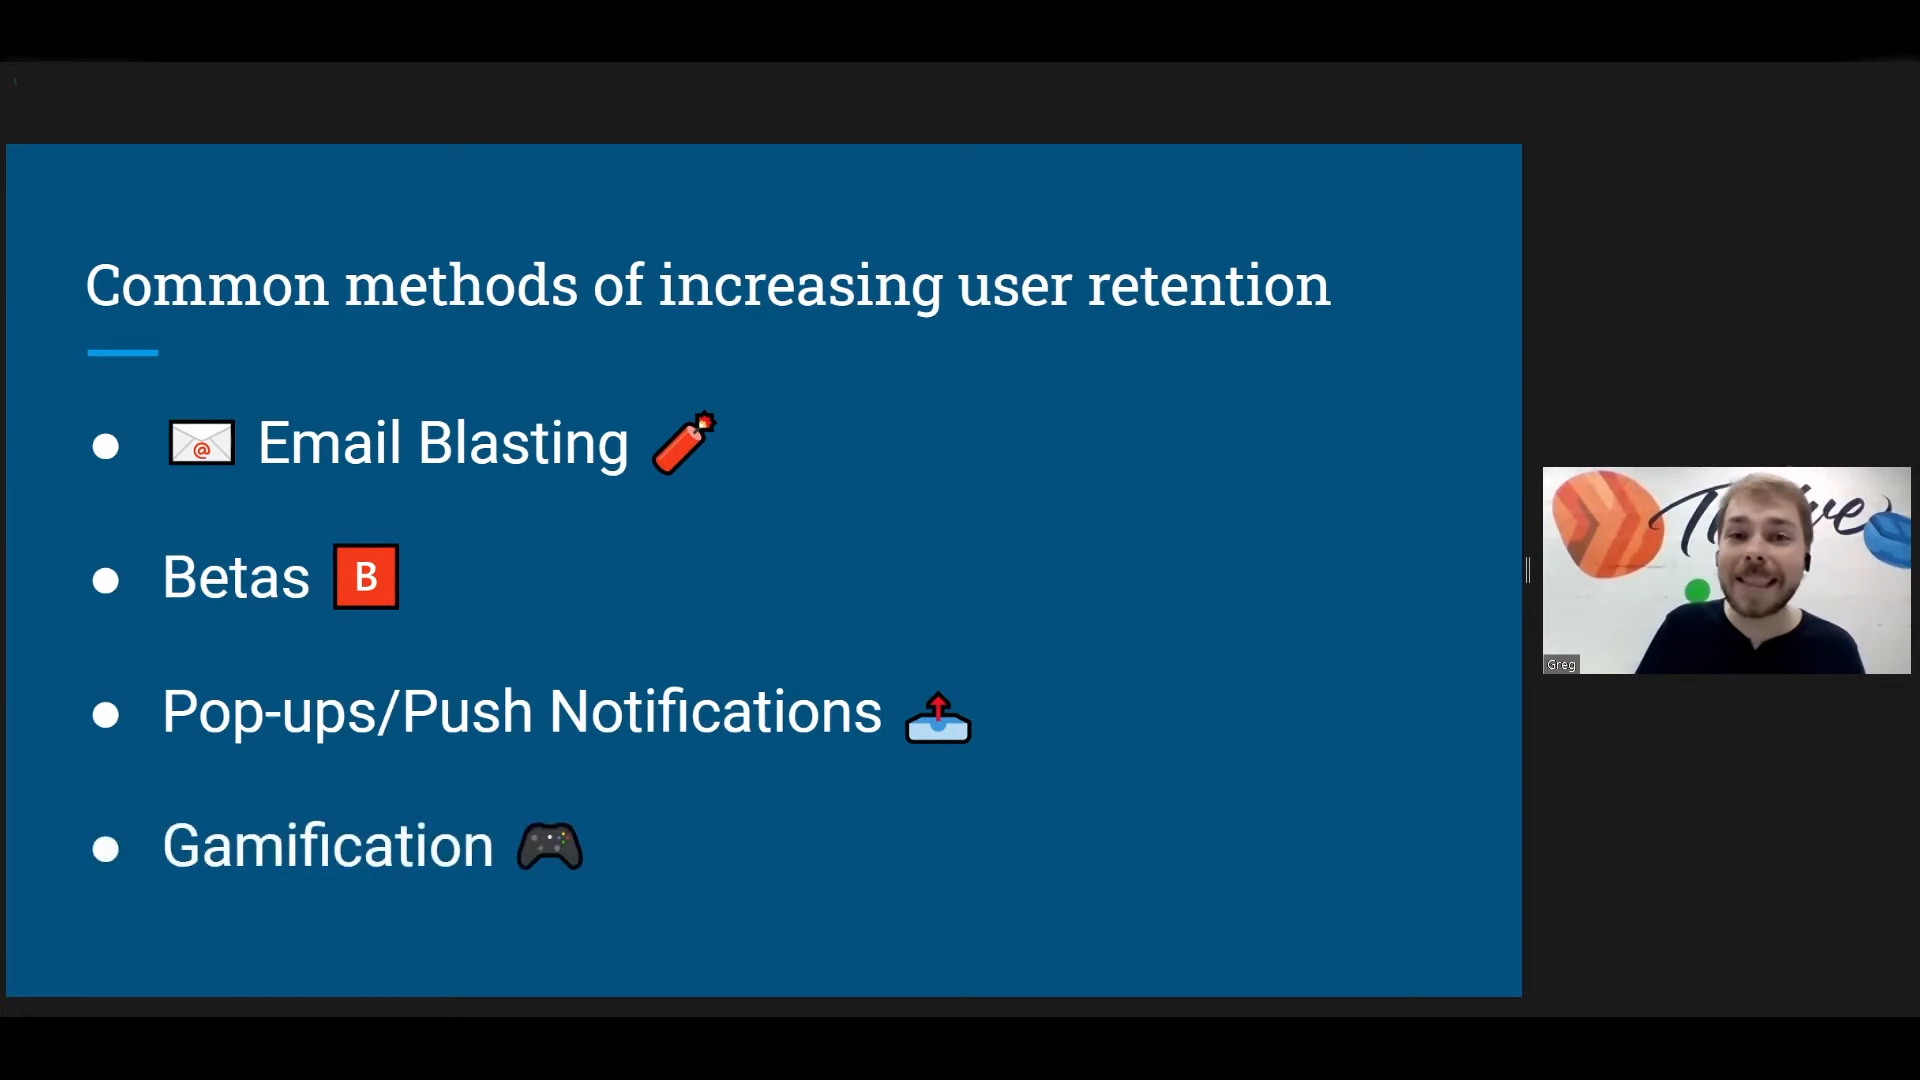 Common methods of increasing user retention
● 📧 Email Blasting 🧨
● Betas 🅱
● Pop-ups/Push Notifications 📤
● Gamification 🎮
Greg